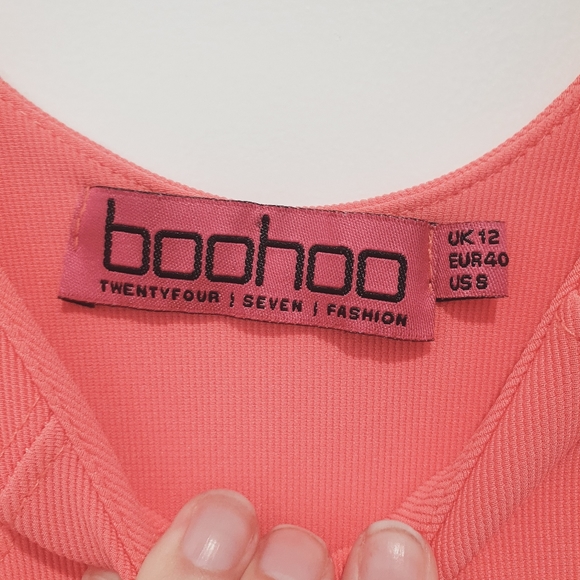 boohoo
TWENTYFOUR | SEVEN | FASHION
UK 12
EUR 40
US 8